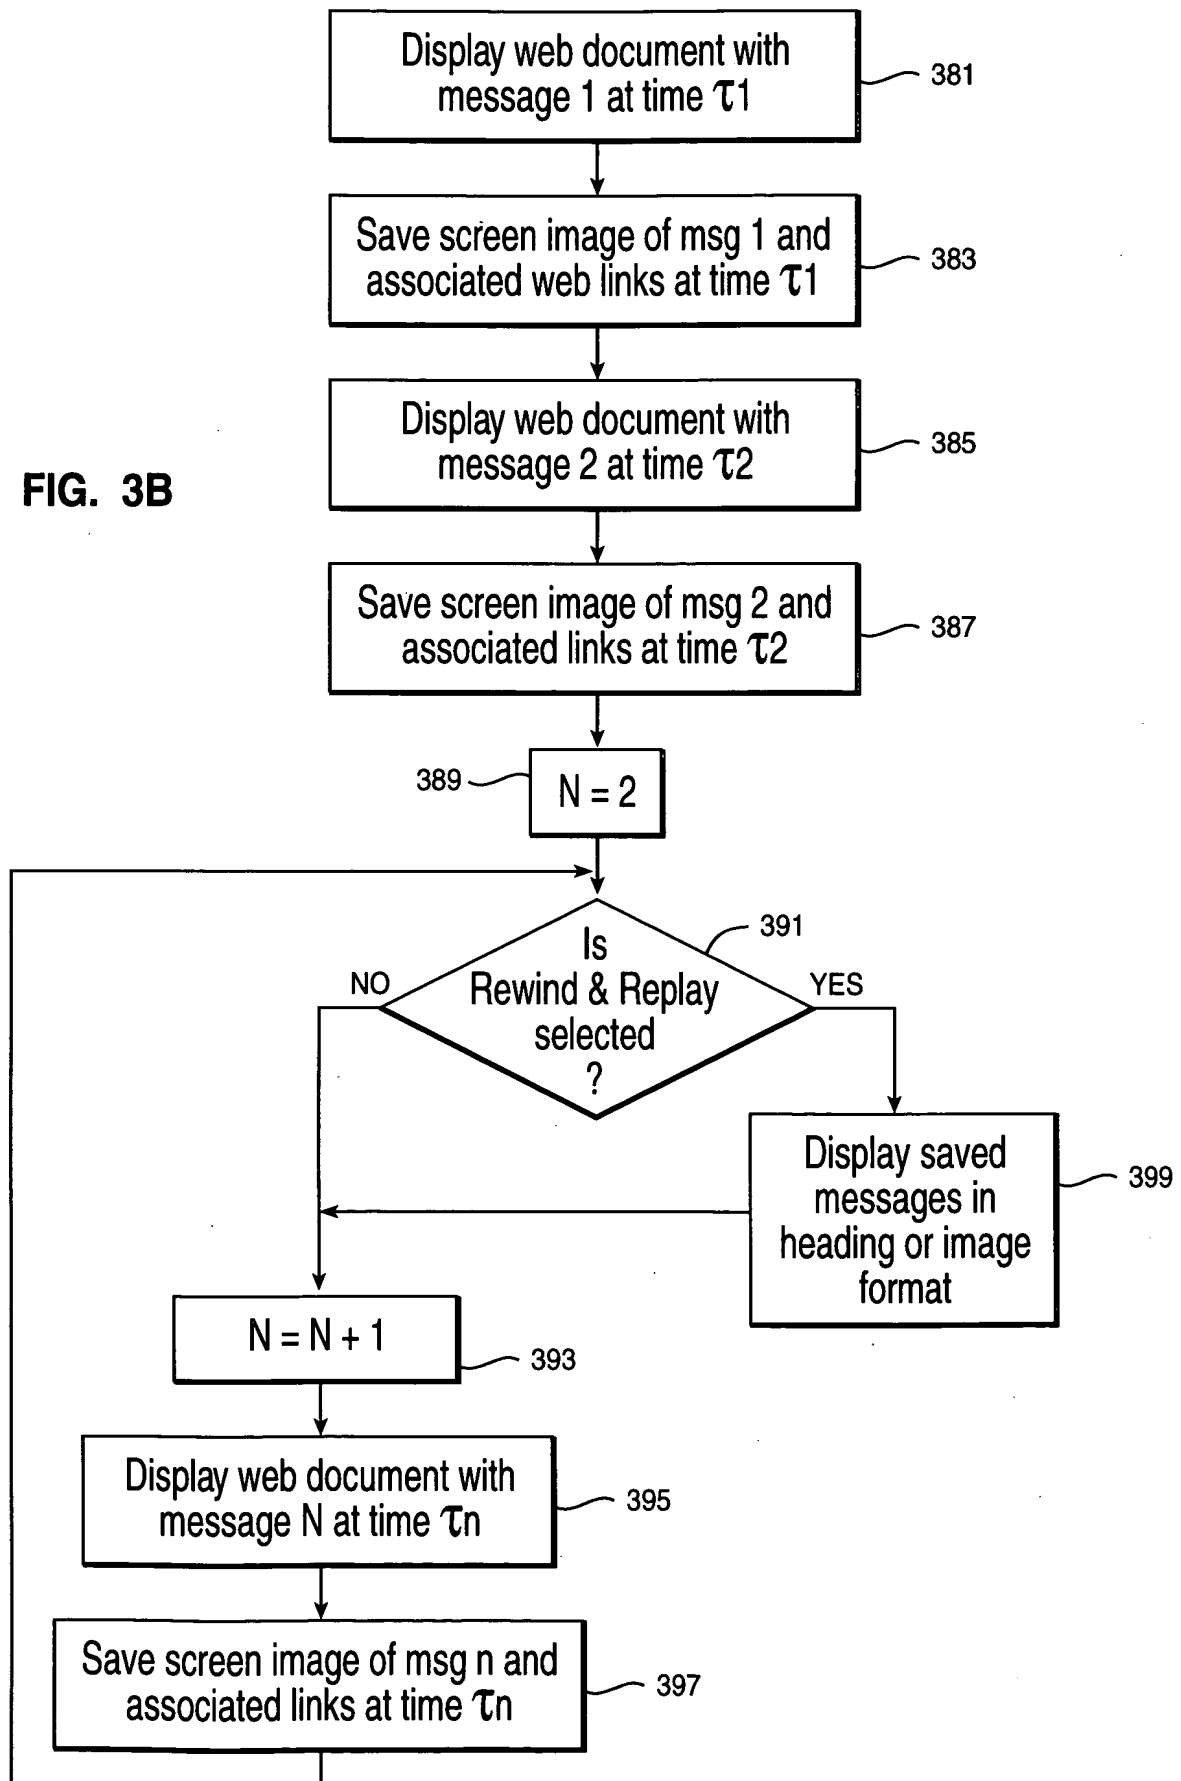 Display web document with
message 1 at time τ1
381
Save screen image of msg 1 and
associated web links at time τ1
383
Display web document with
message 2 at time τ2
385
FIG. 3B
Save screen image of msg 2 and
associated links at time τ2
387
389
N = 2
391
Is
Rewind & Replay
selected
?
NO
YES
Display saved
messages in
heading or image
format
399
N = N + 1
393
Display web document with
message N at time τn
395
Save screen image of msg n and
associated links at time τn
397